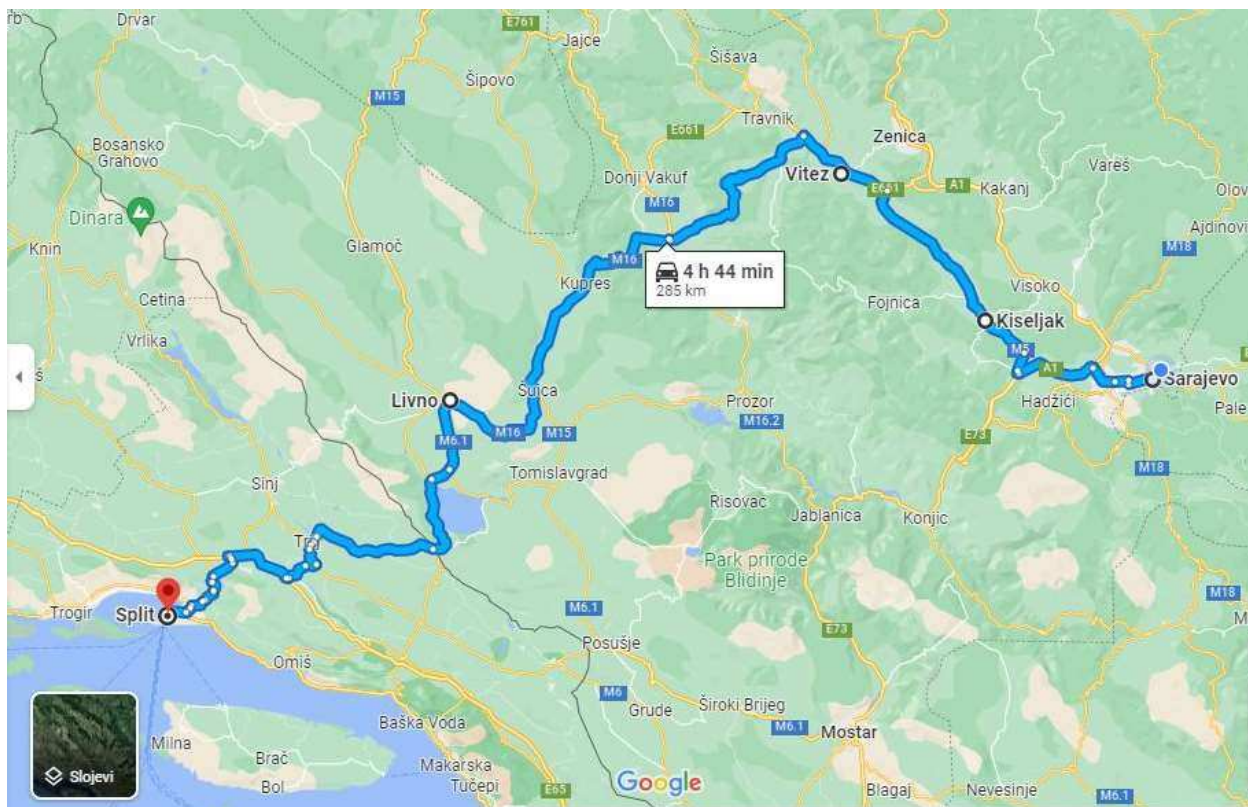 Drvar
E761
Jajce
Šišava
Šipovo
M15
Travnik
E661
Zenica
Bosansko
Grahovo
Vareš
Donji Vakuf
Vitez
E661
A1
Kakanj
Olov
M16
Dinara
Ajdinovi
Knin
Glamoč
M18
M16
4 h 44 min
285 km
Kupres
Visoko
Cetina
Fojnica
Kiseljak
Vrlika
M5
A1
Sarajevo
Šuica
Hadžići
Pale
Livno
Prozor
M6.1
M16
M15
M16.2
E73
M18
Tomislavgrad
Sinj
Risovac
Jablanica
Konjic
Park prirode
Blidinje
M18
Trogir
Split
M6.1
E73
Posušje
Omiš
M6
Široki Brijeg
Grude
M6.1
Baška Voda
Mostar
Milna
Brač
Makarska
Slojevi
Bol
Tučepi
E65
Google
Blagaj
Nevesinje
M6.1